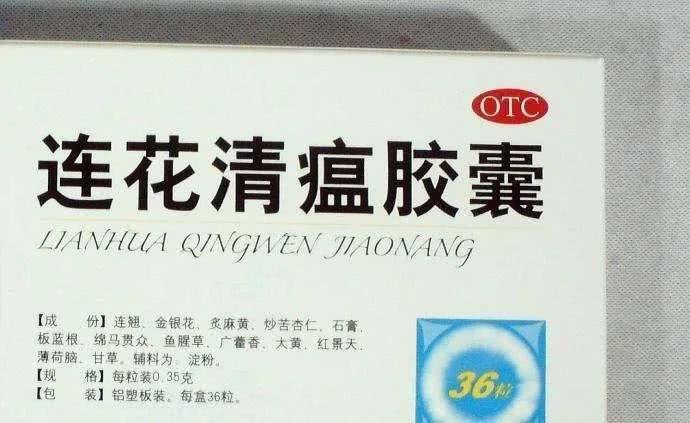 OTC
连花清瘟胶囊
LIANHUA QINGWEN JIAONANG
【成 份】连翘、金银花、炙麻黄、炒苦杏仁、石膏、
板蓝根、绵马贯众、鱼腥草、广藿香、大黄、红景天、
薄荷脑、甘草。辅料为：淀粉。
【规 格】每粒装0.35克
【包 装】铝塑板装。每盒36粒。
36粒